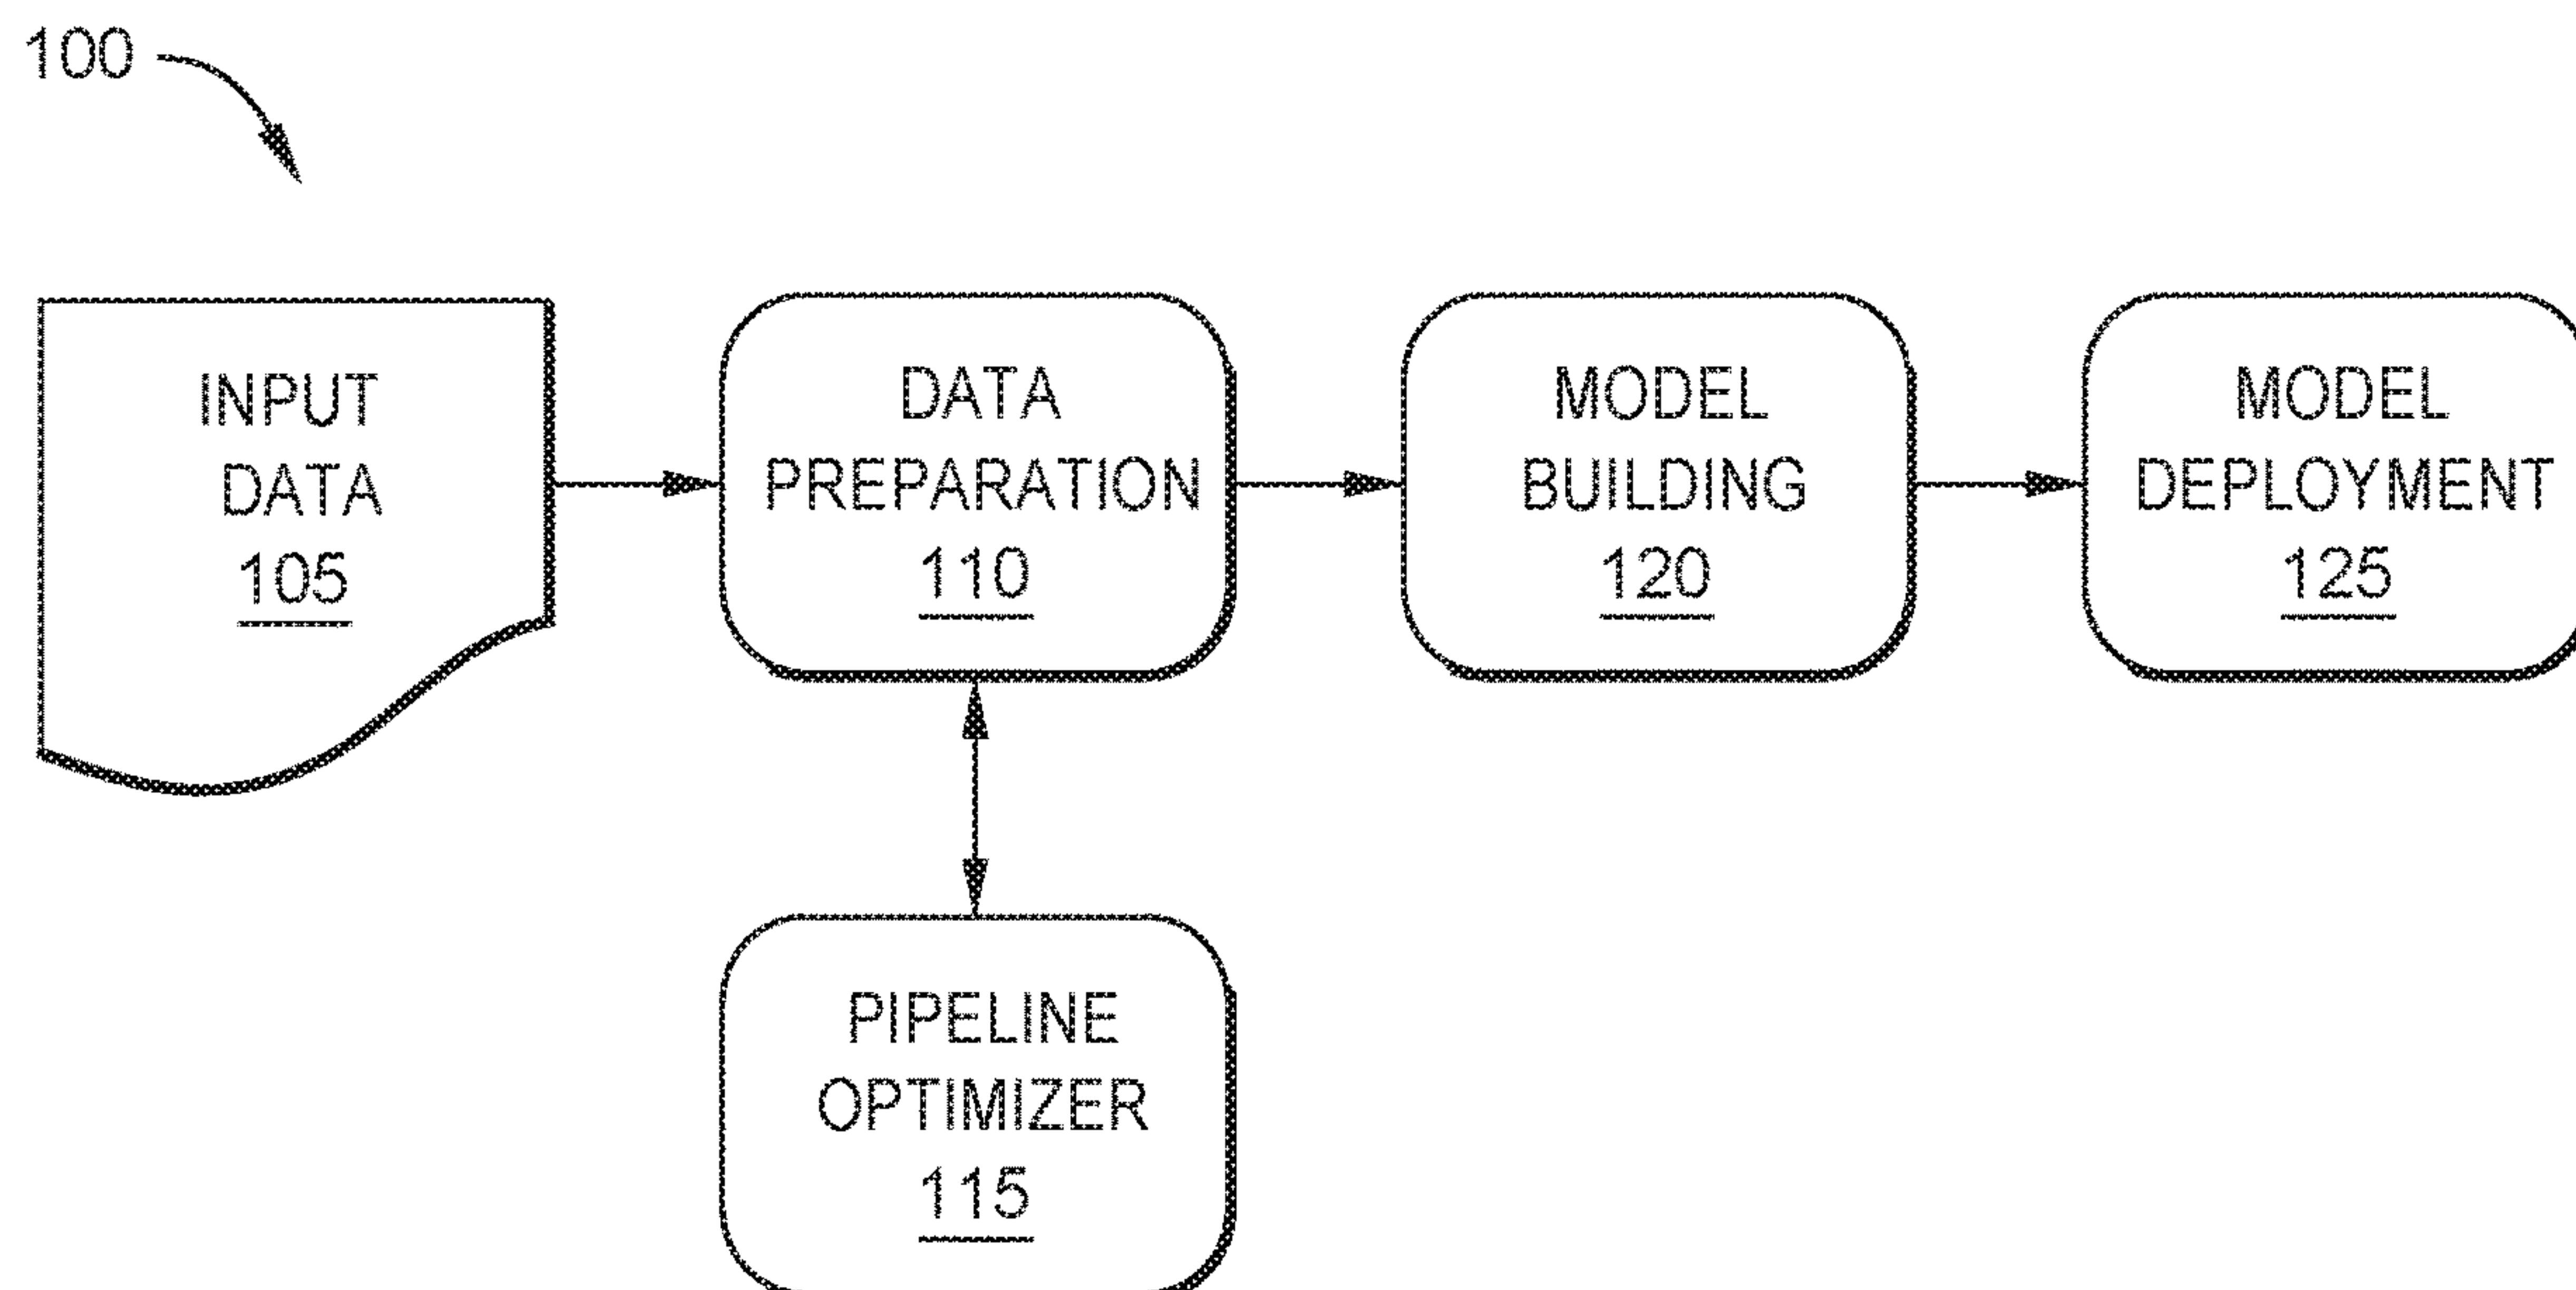 100
INPUT
DATA
105
DATA
PREPARATION
110
MODEL
BUILDING
120
MODEL
DEPLOYMENT
125
PIPELINE
OPTIMIZER
115